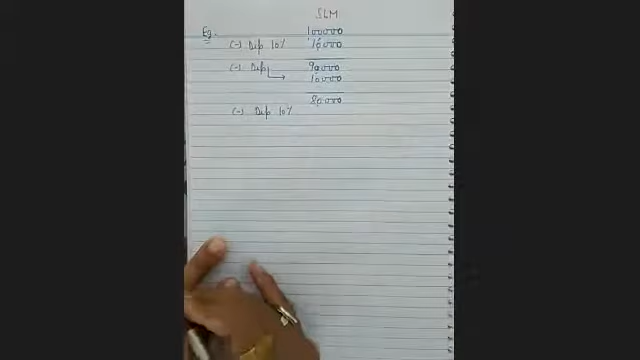 SLM
Eg. 100000
(-) Dep 10% 10000
90000
(-) Dep 10000
80000
(-) Dep 10%